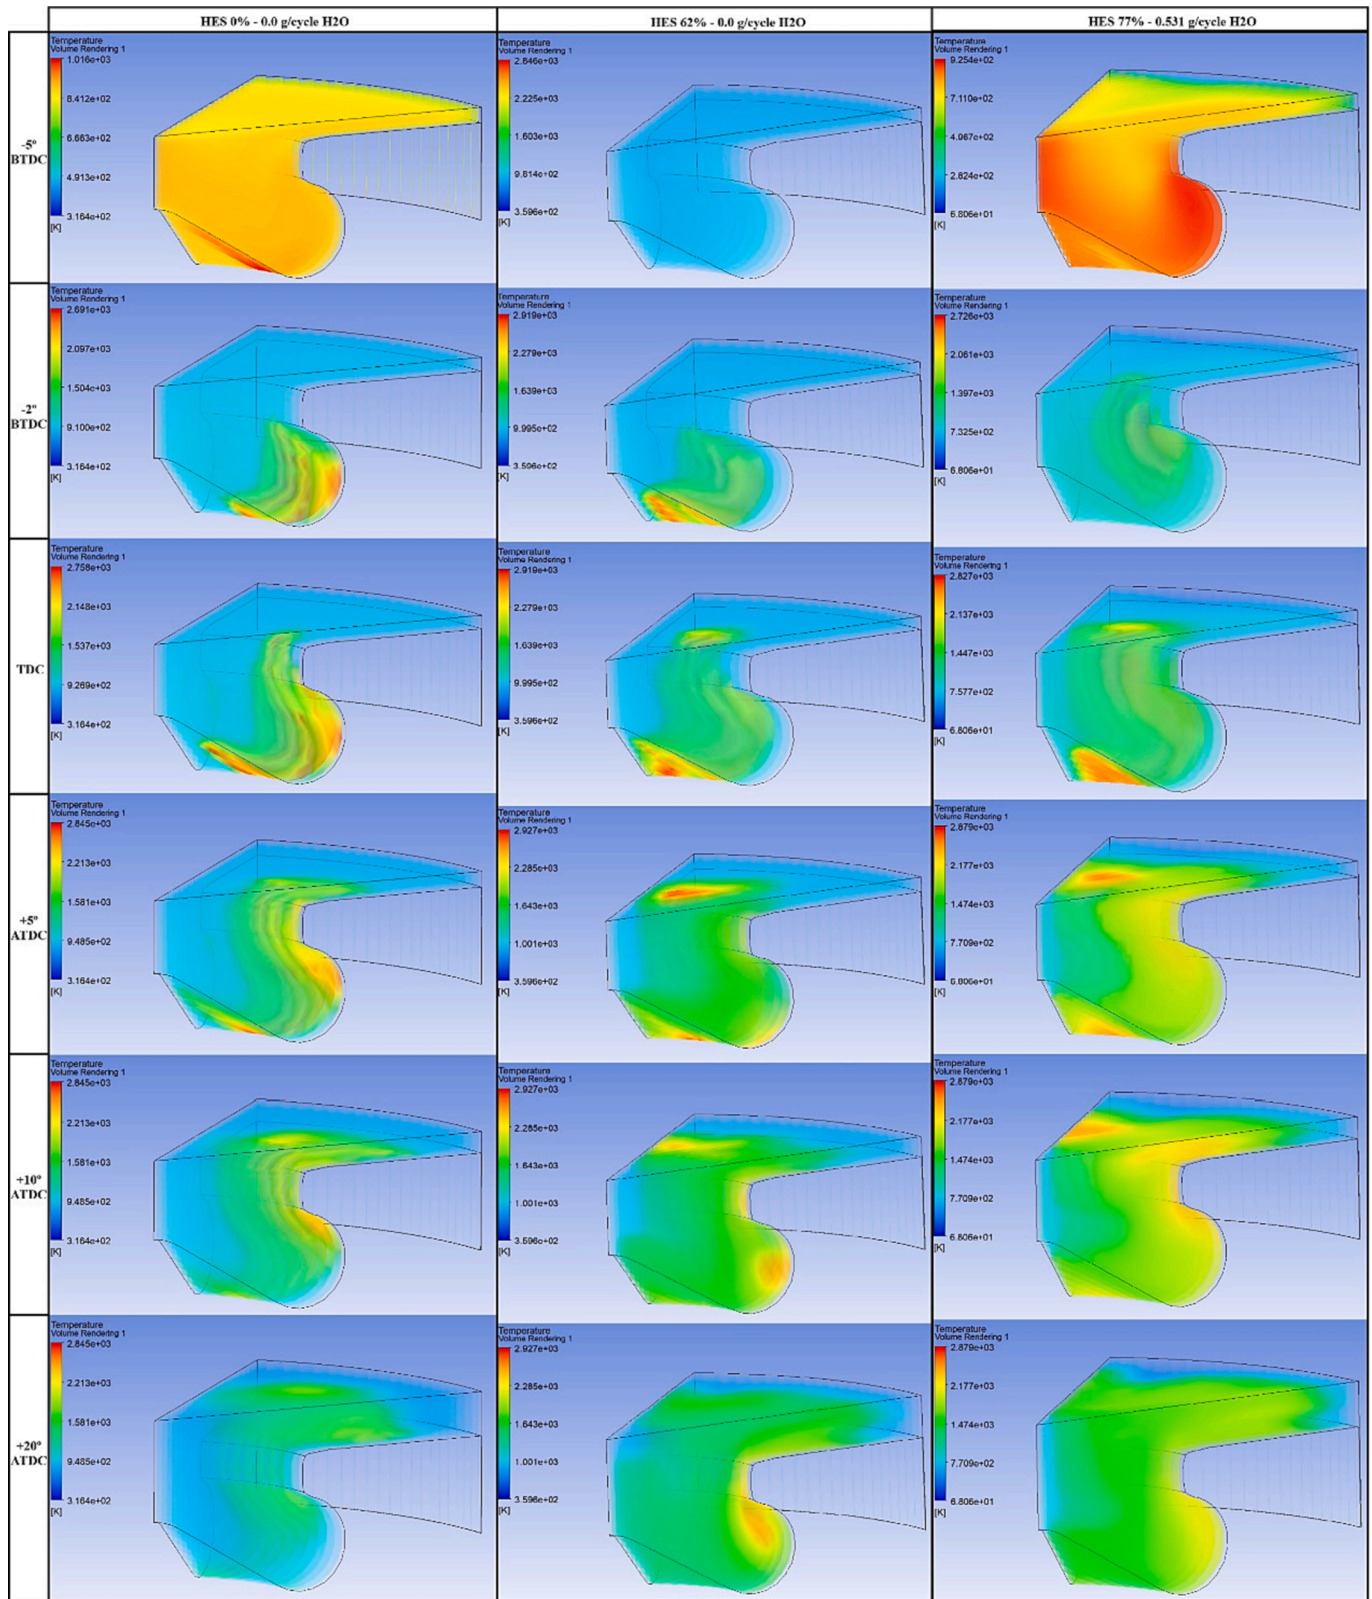 HES 0% - 0.0 g/cycle H2O
HES 62% - 0.0 g/cycle H2O
HES 77% - 0.531 g/cycle H2O
-5º
BTDC
Temperature
Volume Rendering 1
1.016e+03
8.412e+02
6.663e+02
4.913e+02
3.164e+02
[K]
Temperature
Volume Rendering 1
2.846e+03
2.225e+03
1.603e+03
9.814e+02
3.596e+02
[K]
Temperature
Volume Rendering 1
9.254e+02
7.110e+02
4.967e+02
2.824e+02
6.806e+01
[K]
-2º
BTDC
Temperature
Volume Rendering 1
2.691e+03
2.097e+03
1.504e+03
9.100e+02
3.164e+02
[K]
Temperature
Volume Rendering 1
2.919e+03
2.279e+03
1.639e+03
9.995e+02
3.596e+02
[K]
Temperature
Volume Rendering 1
2.726e+03
2.061e+03
1.397e+03
7.325e+02
6.806e+01
[K]
TDC
Temperature
Volume Rendering 1
2.758e+03
2.148e+03
1.537e+03
9.269e+02
3.164e+02
[K]
Temperature
Volume Rendering 1
2.919e+03
2.279e+03
1.639e+03
9.995e+02
3.596e+02
[K]
Temperature
Volume Rendering 1
2.827e+03
2.137e+03
1.447e+03
7.577e+02
6.806e+01
[K]
+5º
ATDC
Temperature
Volume Rendering 1
2.845e+03
2.213e+03
1.581e+03
9.485e+02
3.164e+02
[K]
Temperature
Volume Rendering 1
2.927e+03
2.285e+03
1.643e+03
1.001e+03
3.596e+02
[K]
Temperature
Volume Rendering 1
2.879e+03
2.177e+03
1.474e+03
7.709e+02
6.806e+01
[K]
+10º
ATDC
Temperature
Volume Rendering 1
2.845e+03
2.213e+03
1.581e+03
9.485e+02
3.164e+02
[K]
Temperature
Volume Rendering 1
2.927e+03
2.285e+03
1.643e+03
1.001e+03
3.596e+02
[K]
Temperature
Volume Rendering 1
2.879e+03
2.177e+03
1.474e+03
7.709e+02
6.806e+01
[K]
+20º
ATDC
Temperature
Volume Rendering 1
2.845e+03
2.213e+03
1.581e+03
9.485e+02
3.164e+02
[K]
Temperature
Volume Rendering 1
2.927e+03
2.285e+03
1.643e+03
1.001e+03
3.596e+02
[K]
Temperature
Volume Rendering 1
2.879e+03
2.177e+03
1.474e+03
7.709e+02
6.806e+01
[K]